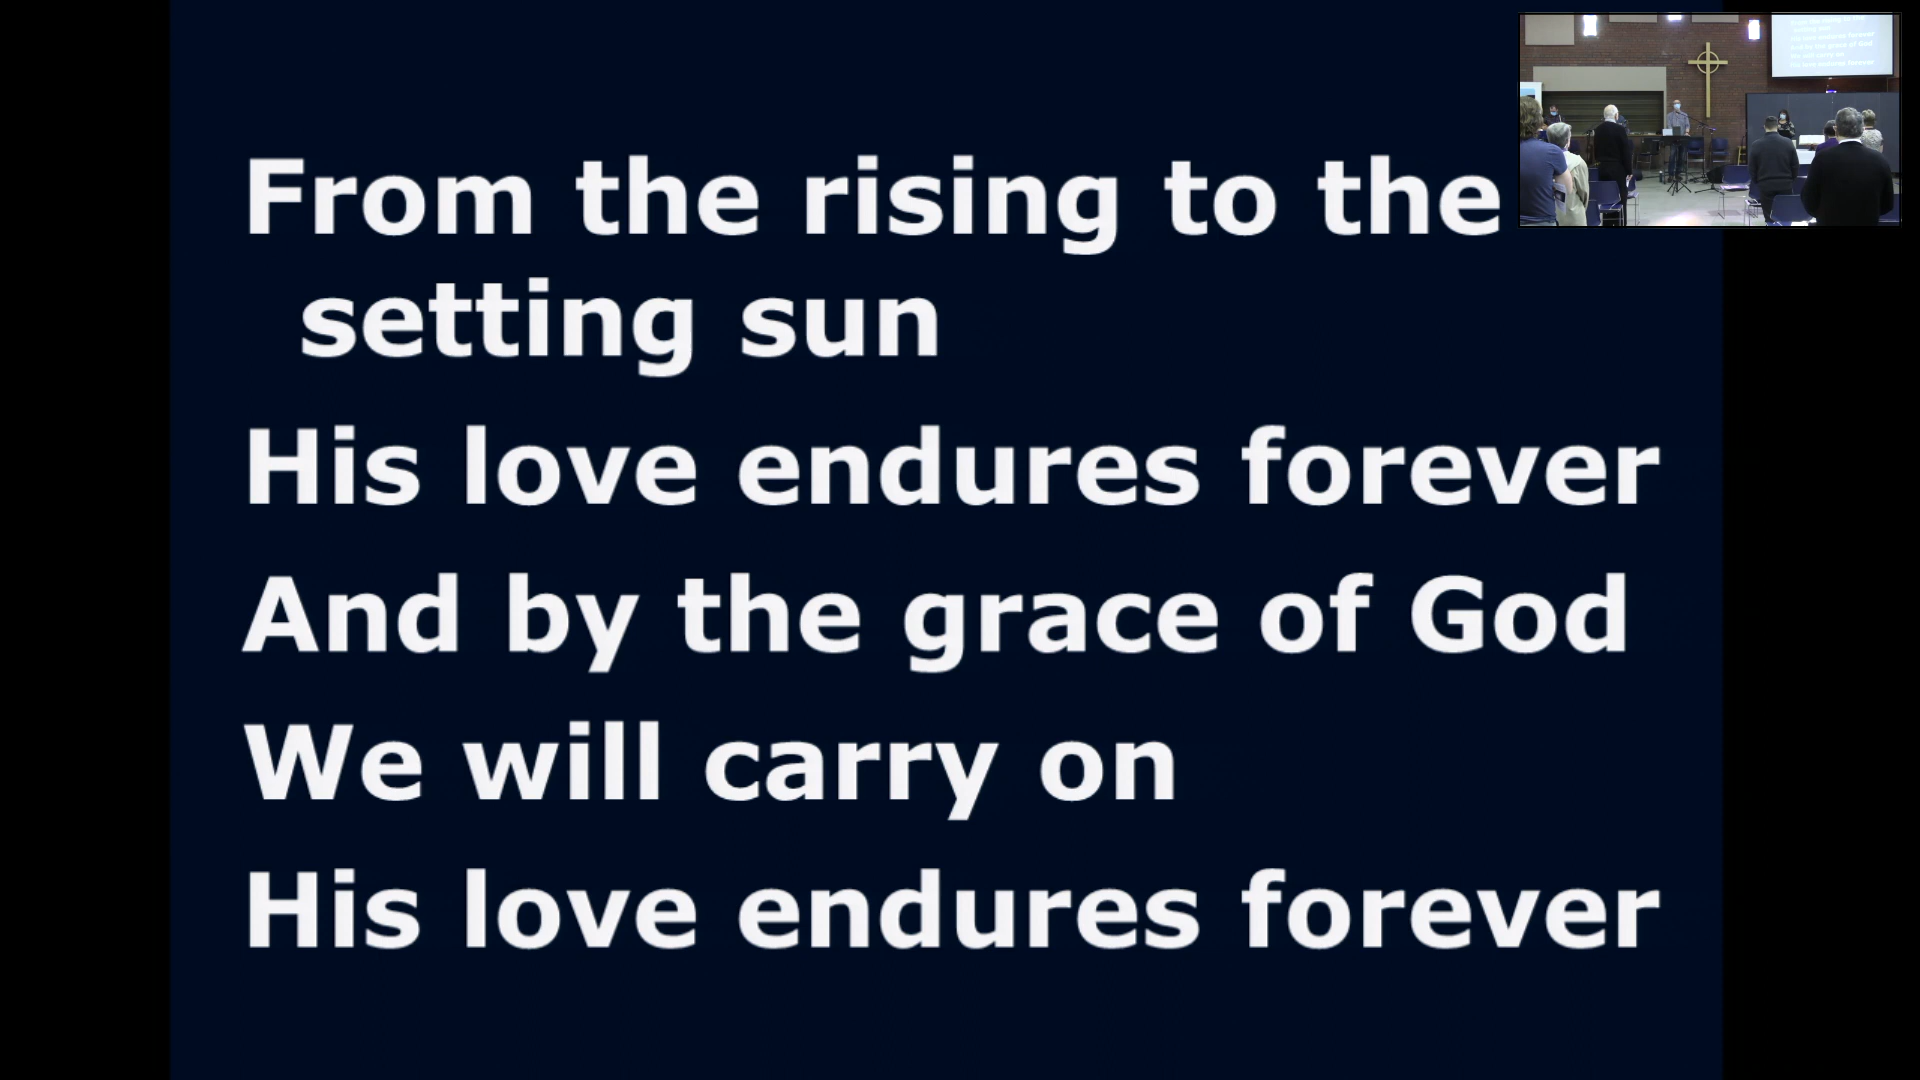 From the rising to the
setting sun
His love endures forever
And by the grace of God
We will carry on
His love endures forever